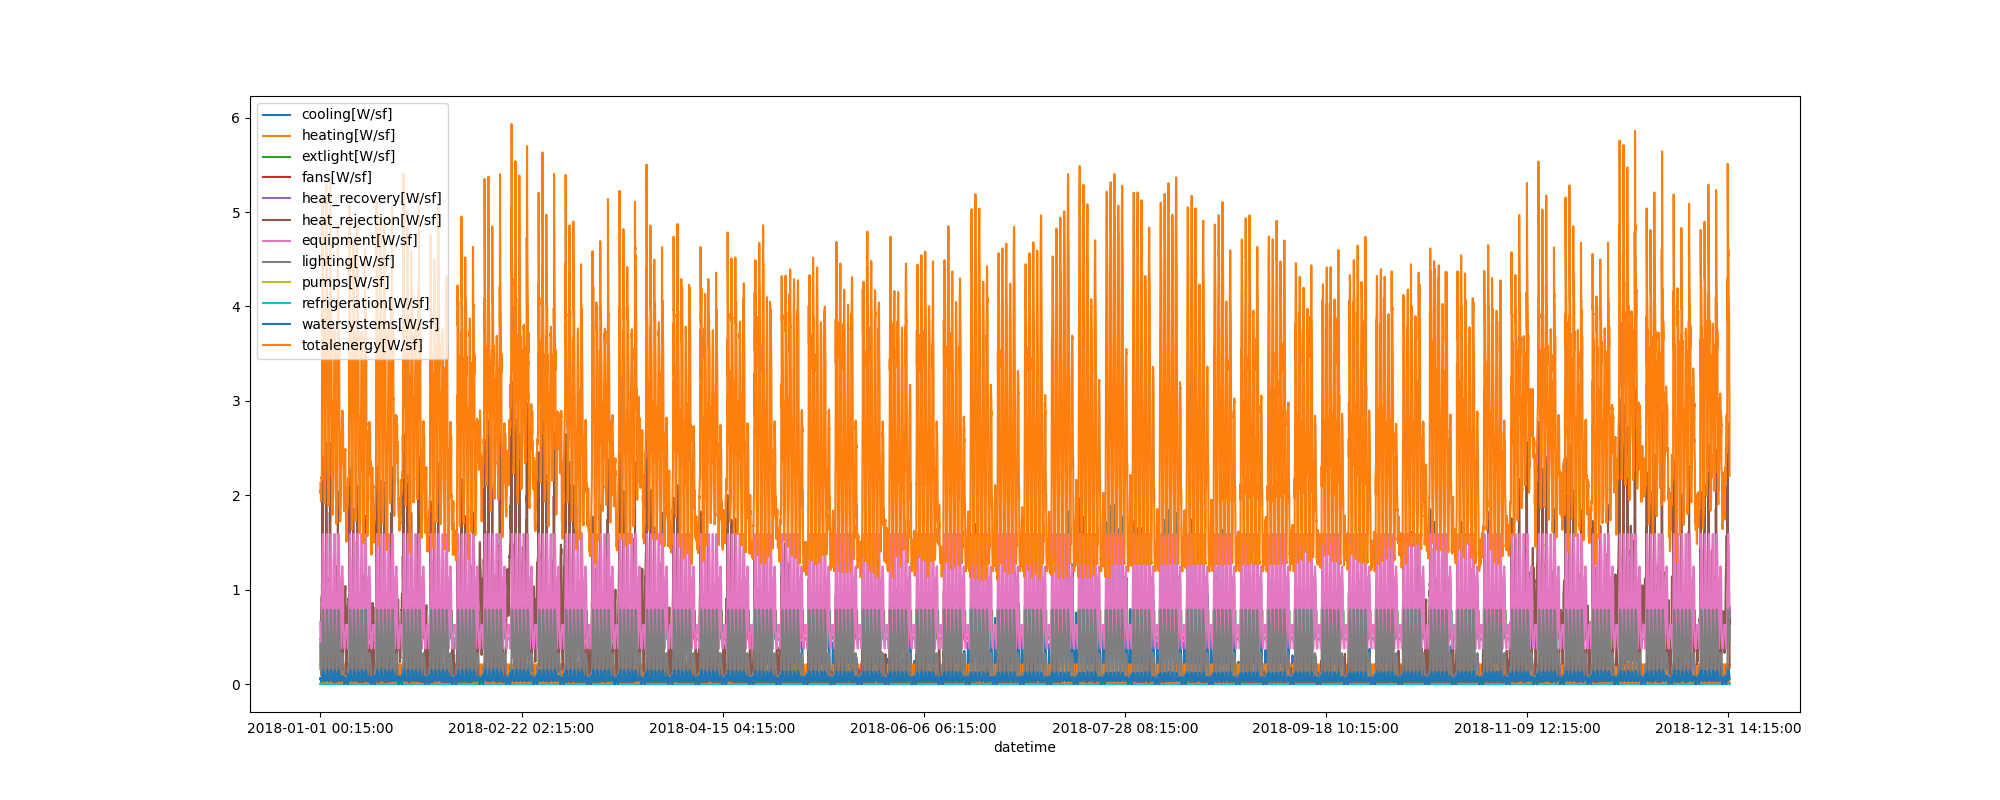 6
5
4
3
2
1
0
cooling[W/sf]
heating[W/sf]
extlight[W/sf]
fans[W/sf]
heat_recovery[W/sf]
heat_rejection[W/sf]
equipment[W/sf]
lighting[W/sf]
pumps[W/sf]
refrigeration[W/sf]
watersystems[W/sf]
totalenergy[W/sf]
2018-01-01 00:15:00 2018-02-22 02:15:00 2018-04-15 04:15:00 2018-06-06 06:15:00 2018-07-28 08:15:00 2018-09-18 10:15:00 2018-11-09 12:15:00 2018-12-31 14:15:00
datetime